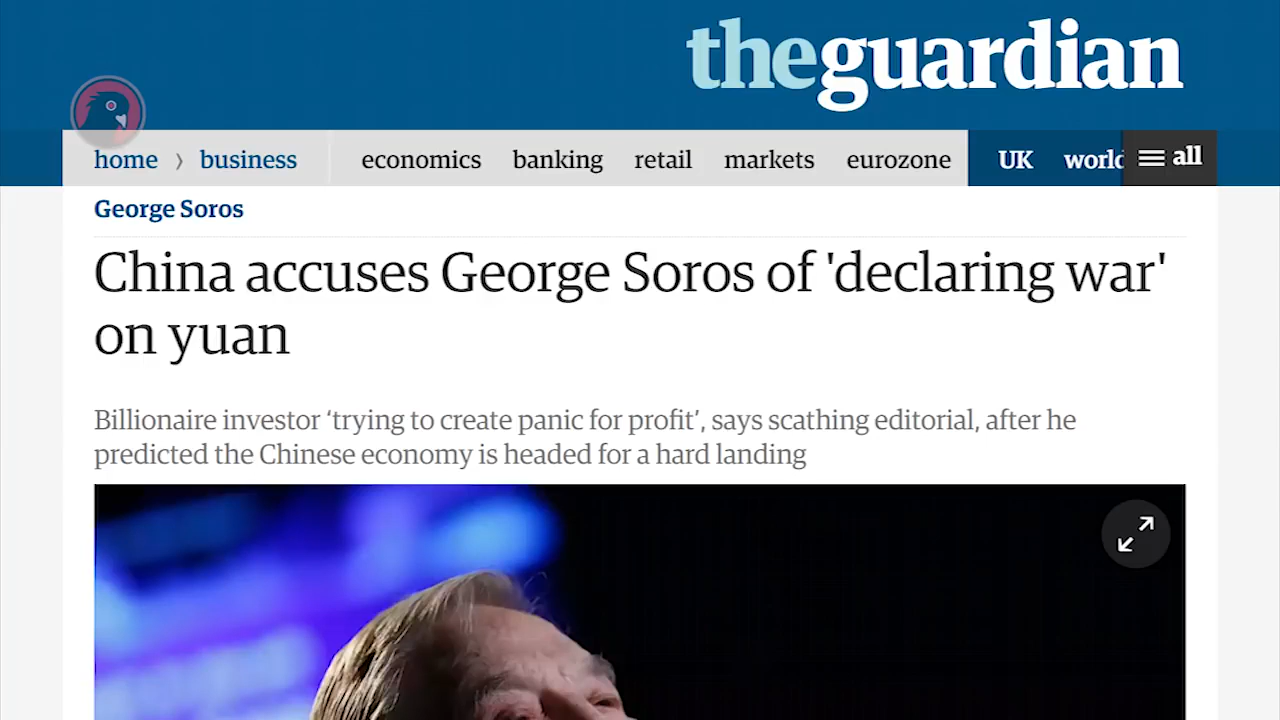 theguardian
home › business economics banking retail markets eurozone UK world all
George Soros
China accuses George Soros of 'declaring war'
on yuan
Billionaire investor ‘trying to create panic for profit’, says scathing editorial, after he
predicted the Chinese economy is headed for a hard landing